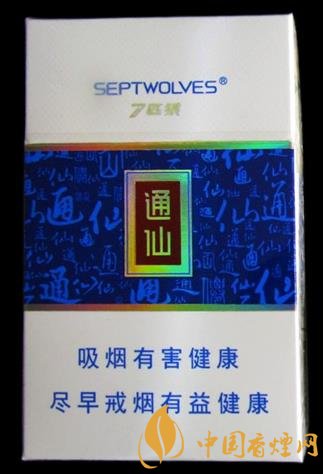 SEPTWOLVES®
7匹狼
通仙
吸烟有害健康
尽早戒烟有益健康
中国香烟网